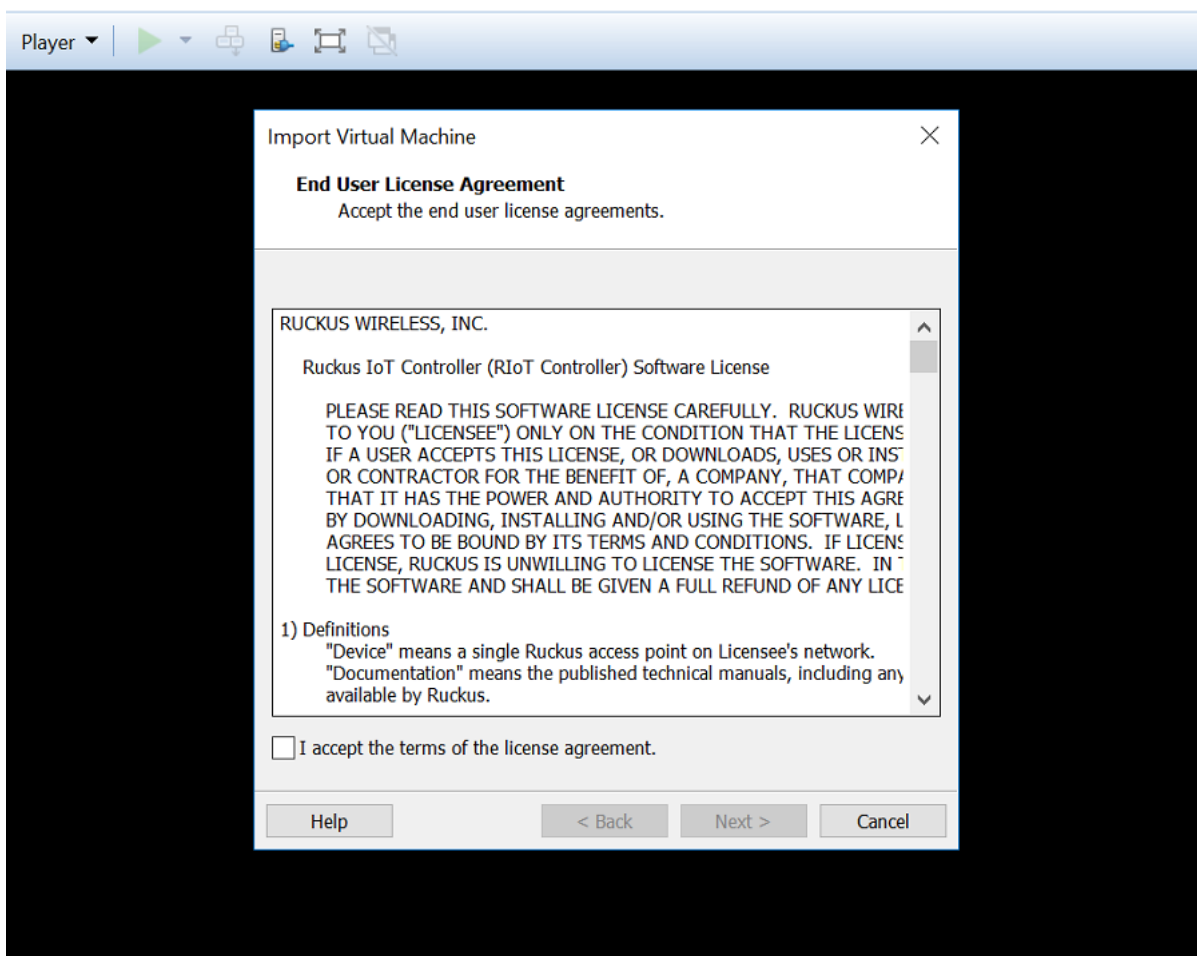 Player
Import Virtual Machine
End User License Agreement
Accept the end user license agreements.
RUCKUS WIRELESS, INC.
Ruckus IoT Controller (RIoT Controller) Software License
PLEASE READ THIS SOFTWARE LICENSE CAREFULLY.  RUCKUS WIRE
TO YOU ("LICENSEE") ONLY ON THE CONDITION THAT THE LICENS
IF A USER ACCEPTS THIS LICENSE, OR DOWNLOADS, USES OR INST
OR CONTRACTOR FOR THE BENEFIT OF, A COMPANY, THAT COMPA
THAT IT HAS THE POWER AND AUTHORITY TO ACCEPT THIS AGRE
BY DOWNLOADING, INSTALLING AND/OR USING THE SOFTWARE, L
AGREES TO BE BOUND BY ITS TERMS AND CONDITIONS.  IF LICENS
LICENSE, RUCKUS IS UNWILLING TO LICENSE THE SOFTWARE.  IN T
THE SOFTWARE AND SHALL BE GIVEN A FULL REFUND OF ANY LICE
1) Definitions
"Device" means a single Ruckus access point on Licensee's network.
"Documentation" means the published technical manuals, including any
available by Ruckus.
I accept the terms of the license agreement.
Help
< Back
Next >
Cancel